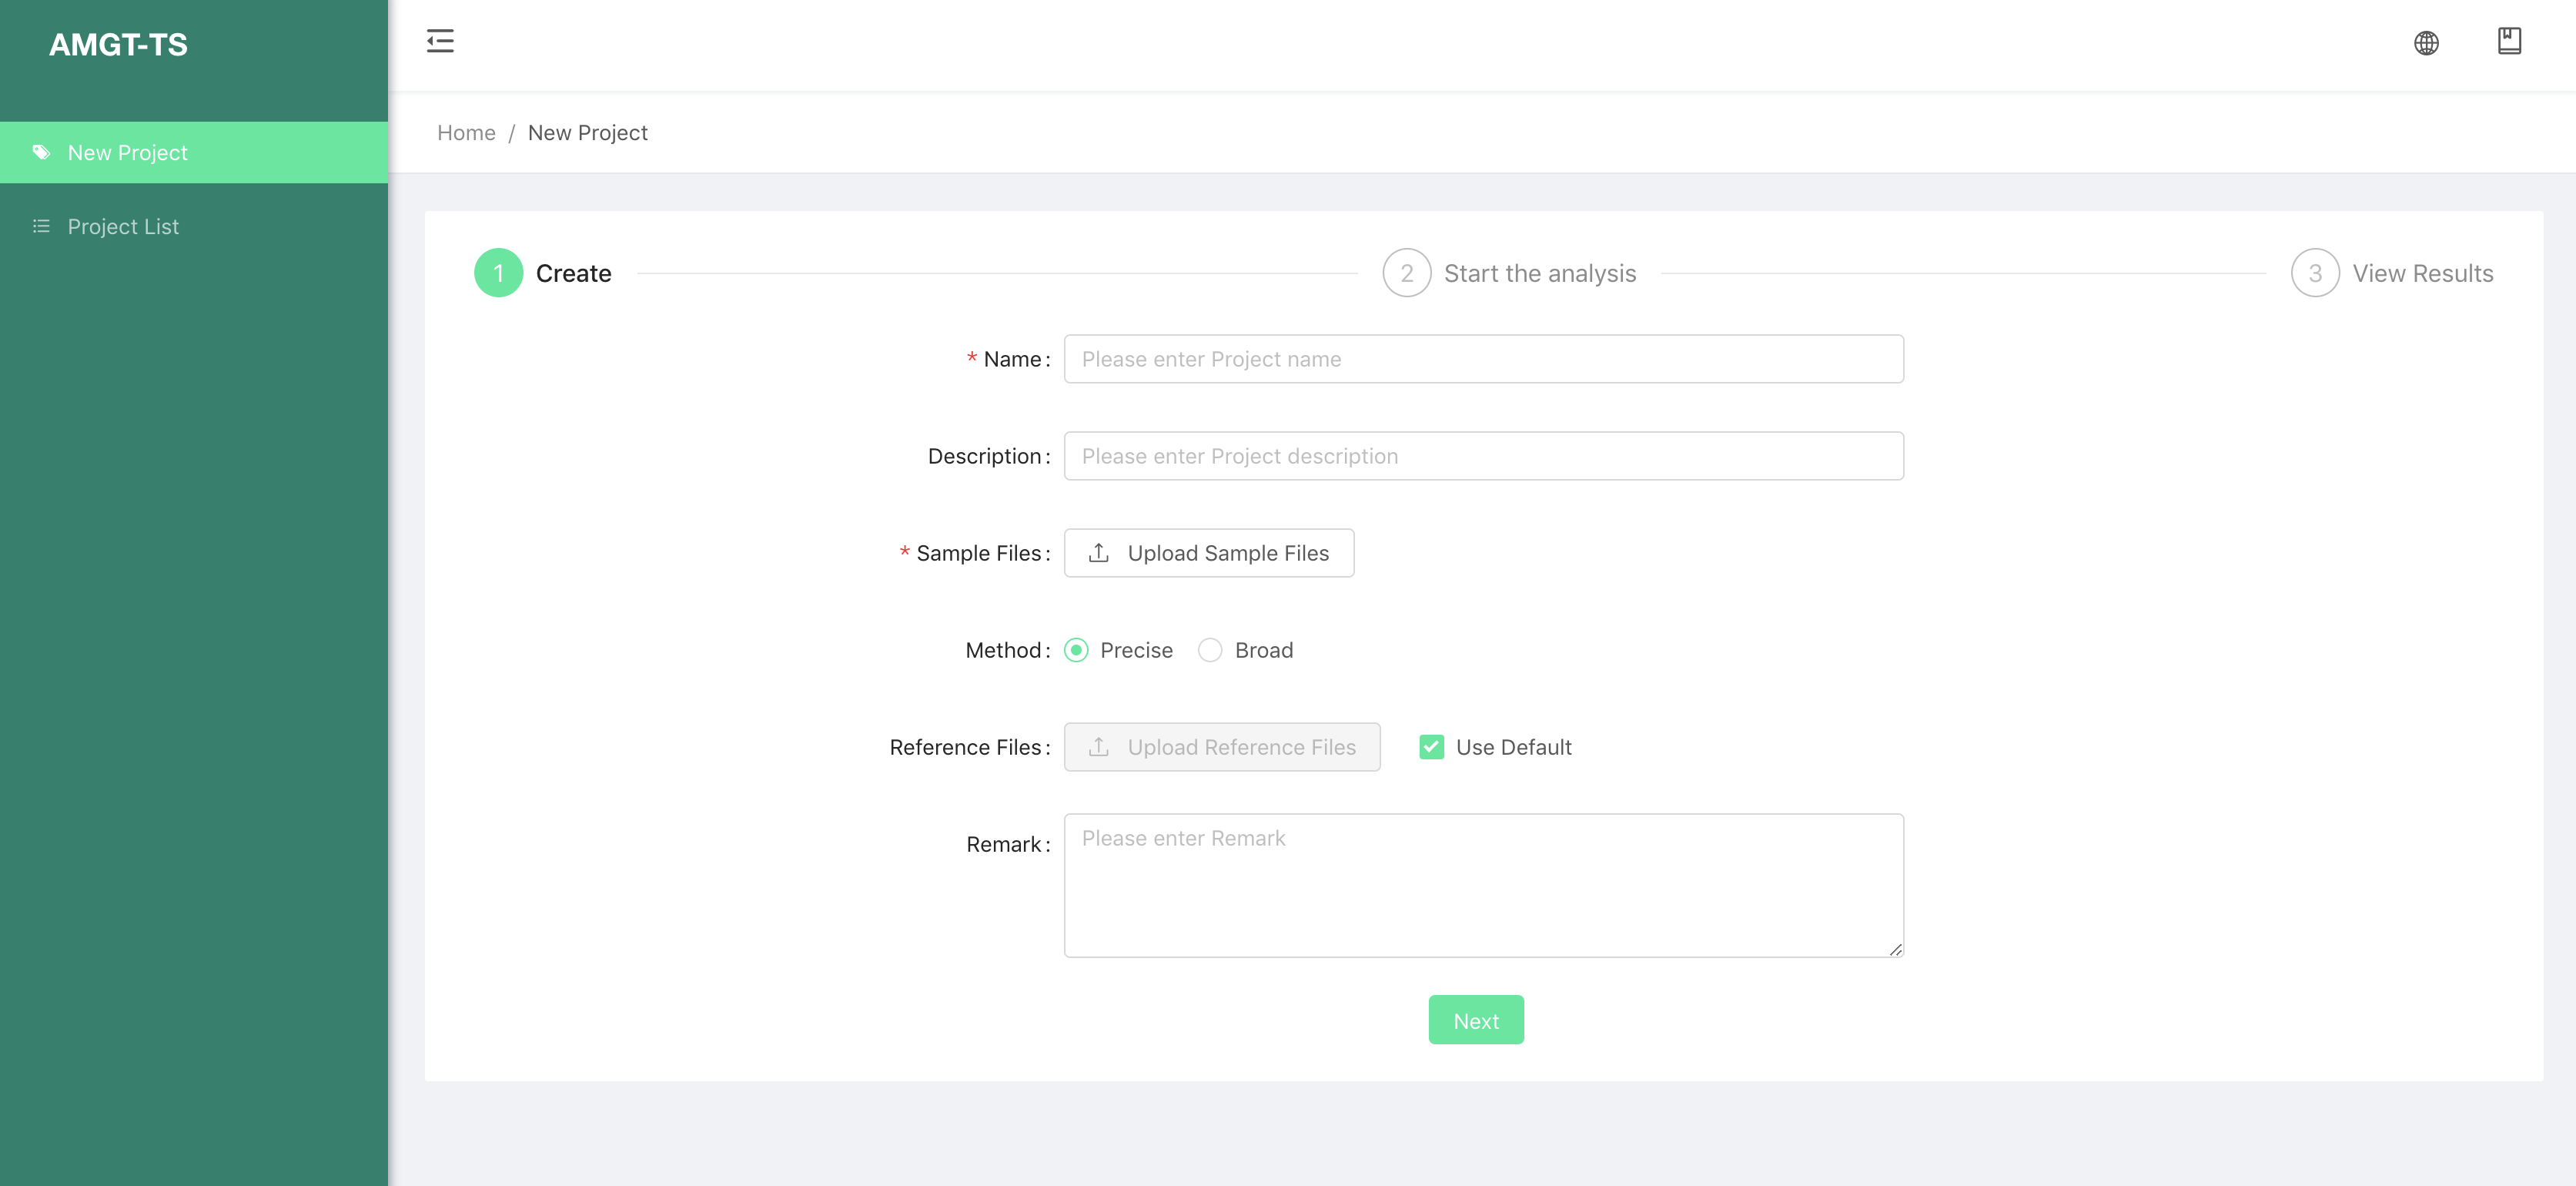 AMGT-TS
New Project
Project List
Home / New Project
1 Create
2 Start the analysis
3 View Results
* Name: Please enter Project name
Description: Please enter Project description
* Sample Files: Upload Sample Files
Method: Precise Broad
Reference Files: Upload Reference Files Use Default
Remark: Please enter Remark
Next